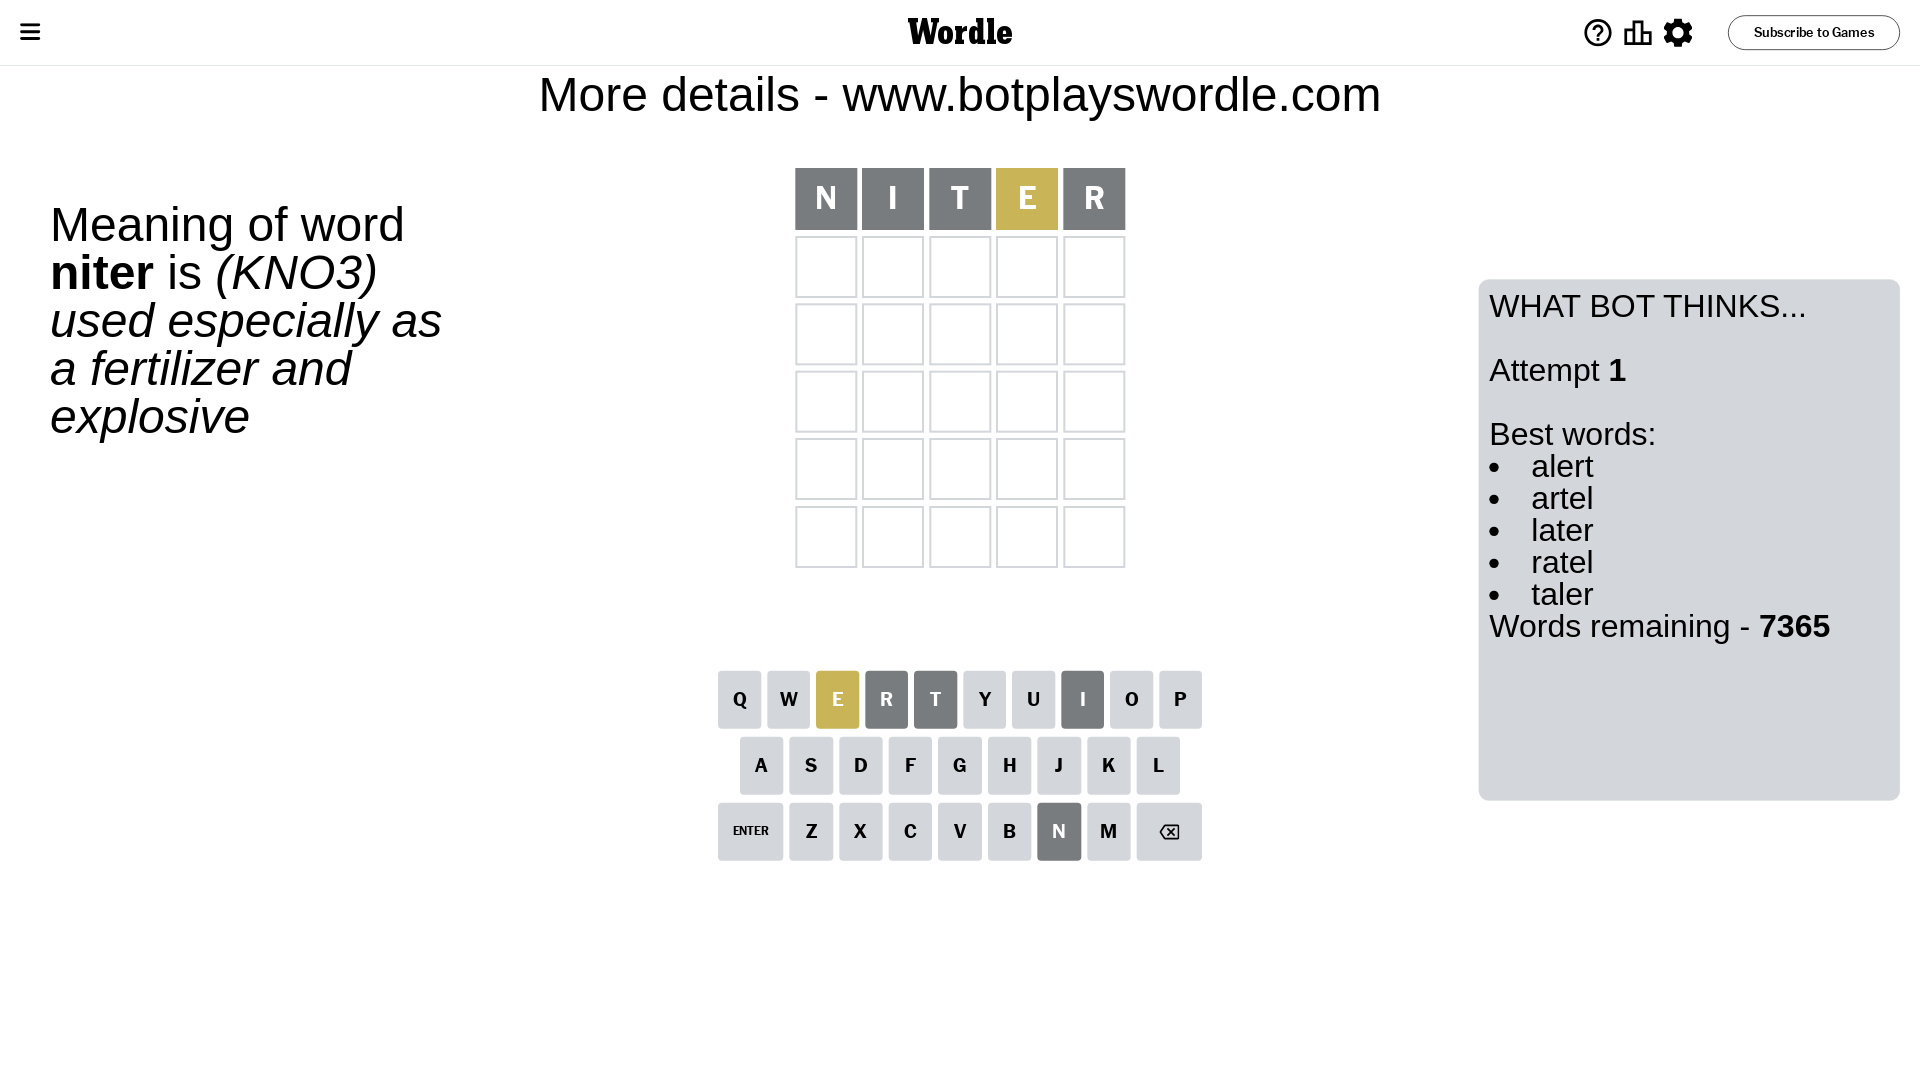 Wordle
Subscribe to Games
More details - www.botplayswordle.com
Meaning of word
niter is (KNO3)
used especially as
a fertilizer and
explosive
N I T E R
WHAT BOT THINKS...
Attempt 1
Best words:
• alert
• artel
• later
• ratel
• taler
Words remaining - 7365
Q W E R T Y U I O P
A S D F G H J K L
ENTER Z X C V B N M